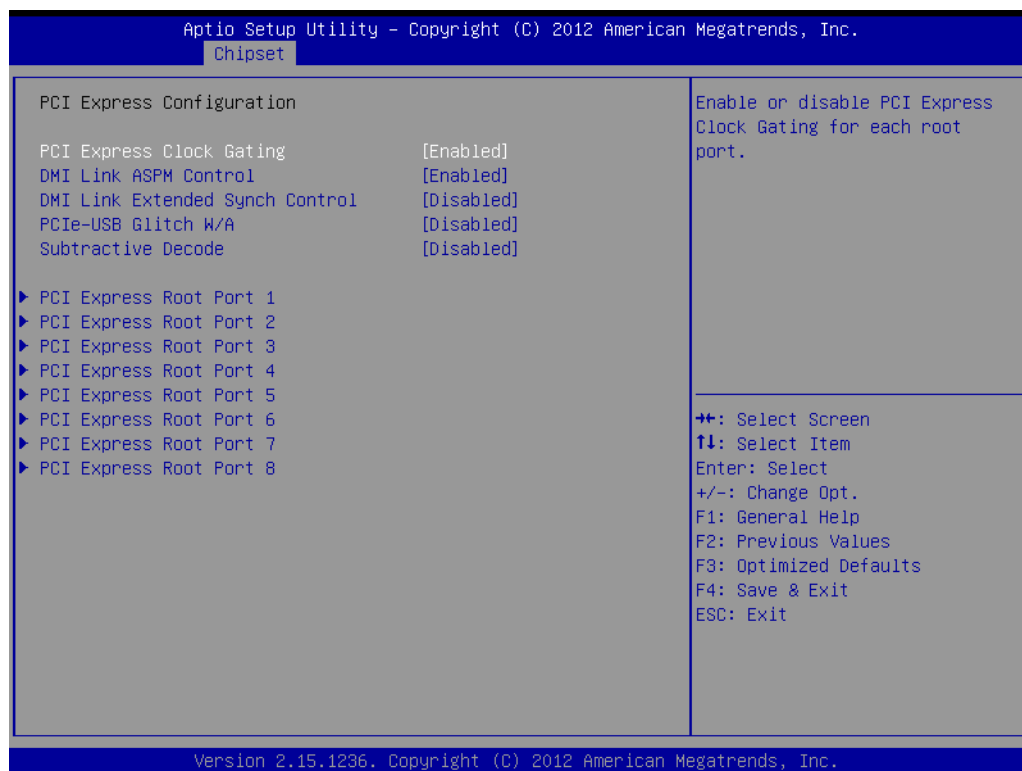 Aptio Setup Utility – Copyright (C) 2012 American Megatrends, Inc.
Chipset
PCI Express Configuration
PCI Express Clock Gating [Enabled]
DMI Link ASPM Control [Enabled]
DMI Link Extended Synch Control [Disabled]
PCIe-USB Glitch W/A [Disabled]
Subtractive Decode [Disabled]
▶ PCI Express Root Port 1
▶ PCI Express Root Port 2
▶ PCI Express Root Port 3
▶ PCI Express Root Port 4
▶ PCI Express Root Port 5
▶ PCI Express Root Port 6
▶ PCI Express Root Port 7
▶ PCI Express Root Port 8
Enable or disable PCI Express
Clock Gating for each root
port.
→←: Select Screen
↑↓: Select Item
Enter: Select
+/-: Change Opt.
F1: General Help
F2: Previous Values
F3: Optimized Defaults
F4: Save & Exit
ESC: Exit
Version 2.15.1236. Copyright (C) 2012 American Megatrends, Inc.